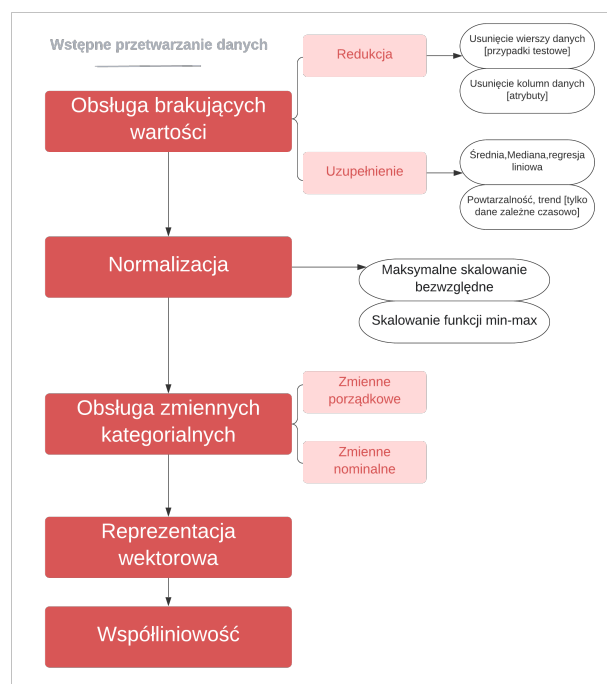 Wstępne przetwarzanie danych
Redukcja
Usunięcie wierszy danych
[przypadki testowe]
Usunięcie kolumn danych
[atrybuty]
Obsługa brakujących
wartości
Uzupełnienie
Średnia,Mediana,regresja
liniowa
Powtarzalność, trend [tylko
dane zależne czasowo]
Normalizacja
Maksymalne skalowanie
bezwzględne
Skalowanie funkcji min-max
Obsługa zmiennych
kategorialnych
Zmienne
porządkowe
Zmienne
nominalne
Reprezentacja
wektorowa
Współliniowość